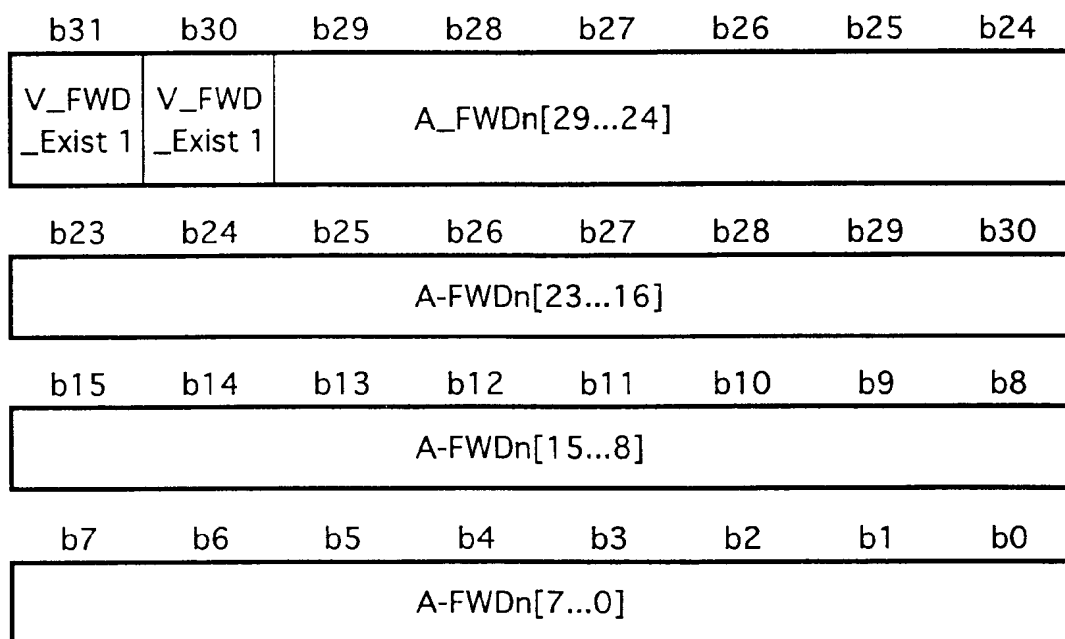 b31 b30 b29 b28 b27 b26 b25 b24
V_FWD V_FWD
_Exist 1 _Exist 1
A_FWDn[29...24]
b23 b24 b25 b26 b27 b28 b29 b30
A-FWDn[23...16]
b15 b14 b13 b12 b11 b10 b9 b8
A-FWDn[15...8]
b7 b6 b5 b4 b3 b2 b1 b0
A-FWDn[7...0]